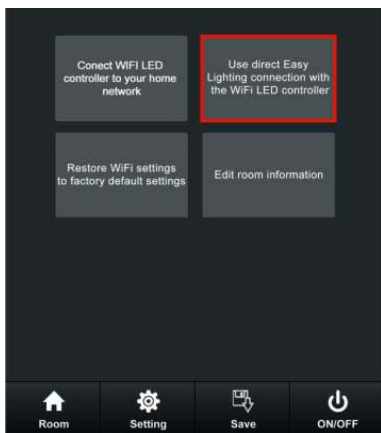 Conect WIFI LED
controller to your home
network
Use direct Easy
Lighting connection with
the WiFi LED controller
Restore WiFi settings
to factory default settings
Edit room information
Room
Setting
Save
ON/OFF